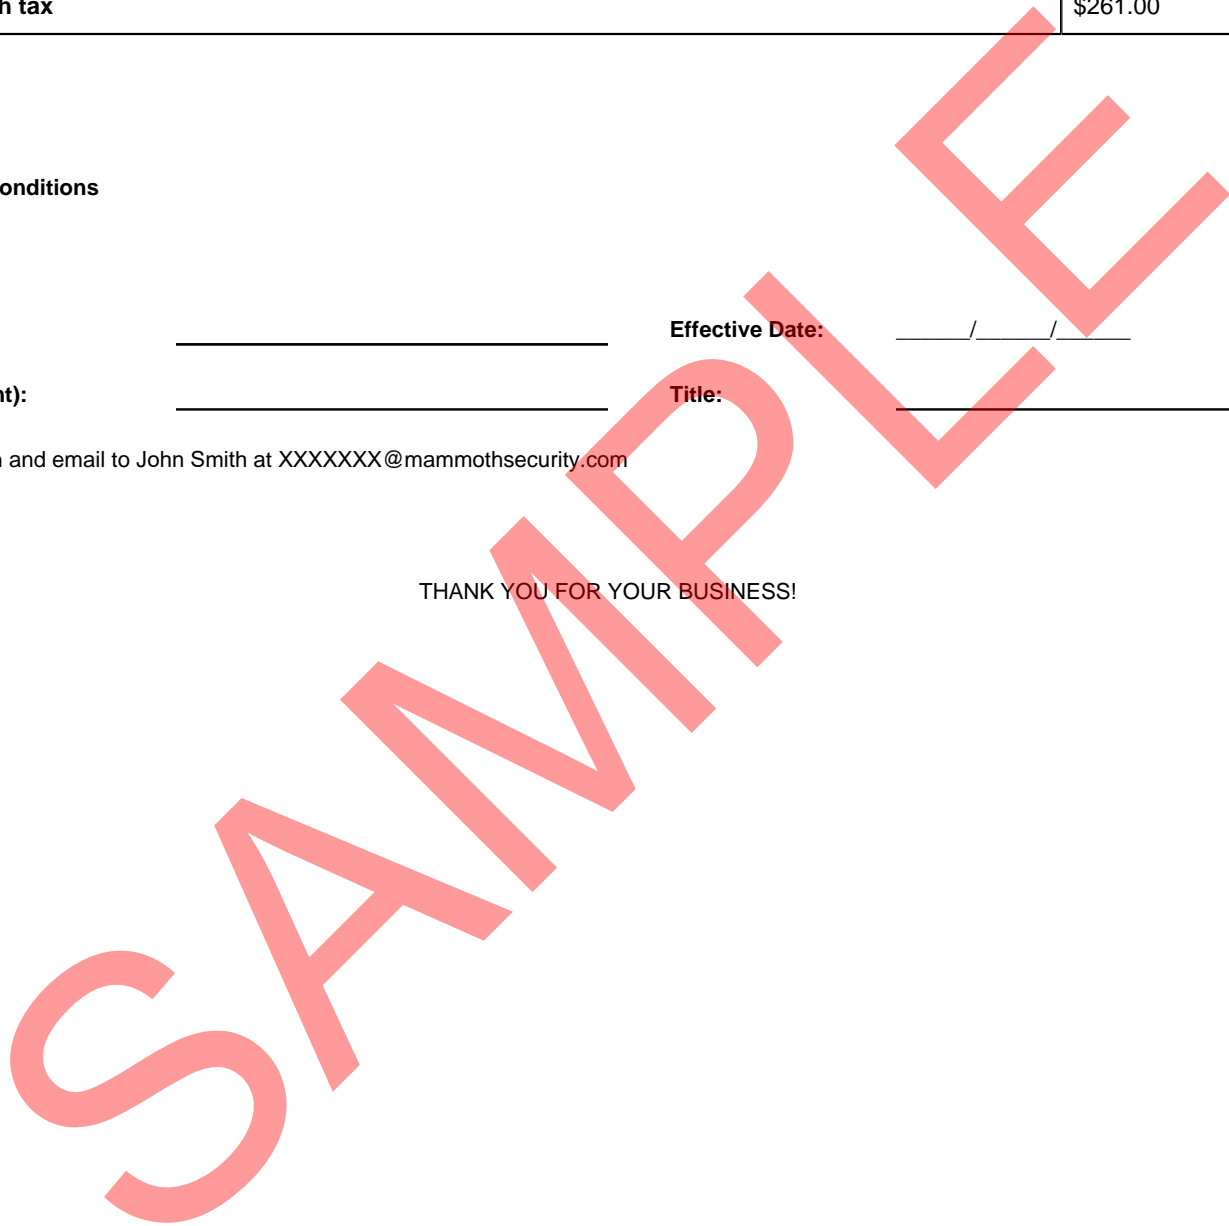 h tax $261.00
onditions
Effective Date: ______/______/______
nt): Title:
n and email to John Smith at XXXXXXX@mammothsecurity.com
THANK YOU FOR YOUR BUSINESS!
SAMPLE